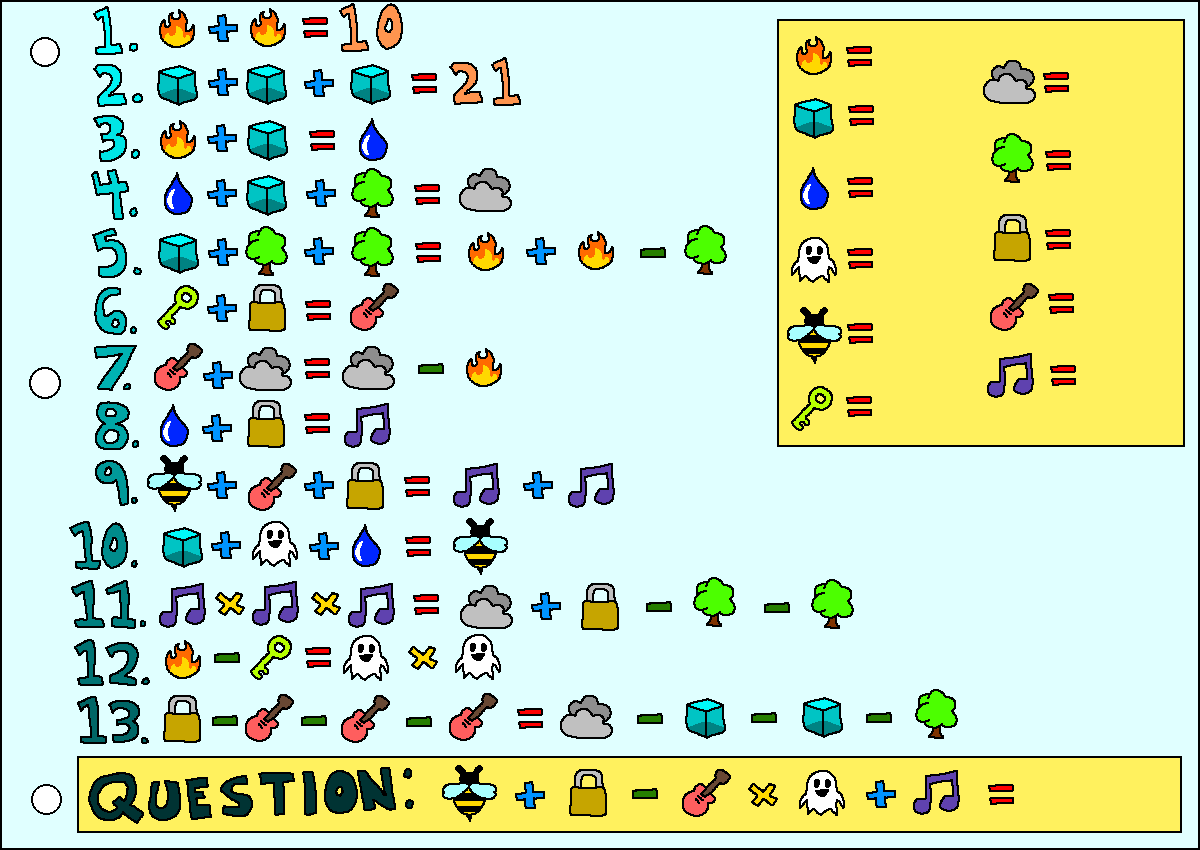 1. 🔥 + 🔥 = 10
2. 🧊 + 🧊 + 🧊 = 21
3. 🔥 + 🧊 = 💧
4. 💧 + 🧊 + 🌳 = ☁️
5. 🧊 + 🌳 + 🌳 = 🔥 + 🔥 - 🌳
6. 🔑 + 🔒 = 🎸
7. 🎸 + ☁️ = ☁️ - 🔥
8. 💧 + 🔒 = 🎵
9. 🐝 + 🎸 + 🔒 = 🎵 + 🎵
10. 🧊 + 👻 + 💧 = 🐝
11. 🎵 × 🎵 × 🎵 = ☁️ + 🔒 - 🌳 - 🌳
12. 🔥 - 🔑 = 👻 × 👻
13. 🔒 - 🎸 - 🎸 - 🎸 = ☁️ - 🧊 - 🧊 - 🌳
🔥 =
🧊 =
💧 =
👻 =
🐝 =
🔑 =
☁️ =
🌳 =
🔒 =
🎸 =
🎵 =
QUESTION: 🐝 + 🔒 - 🎸 × 👻 + 🎵 =